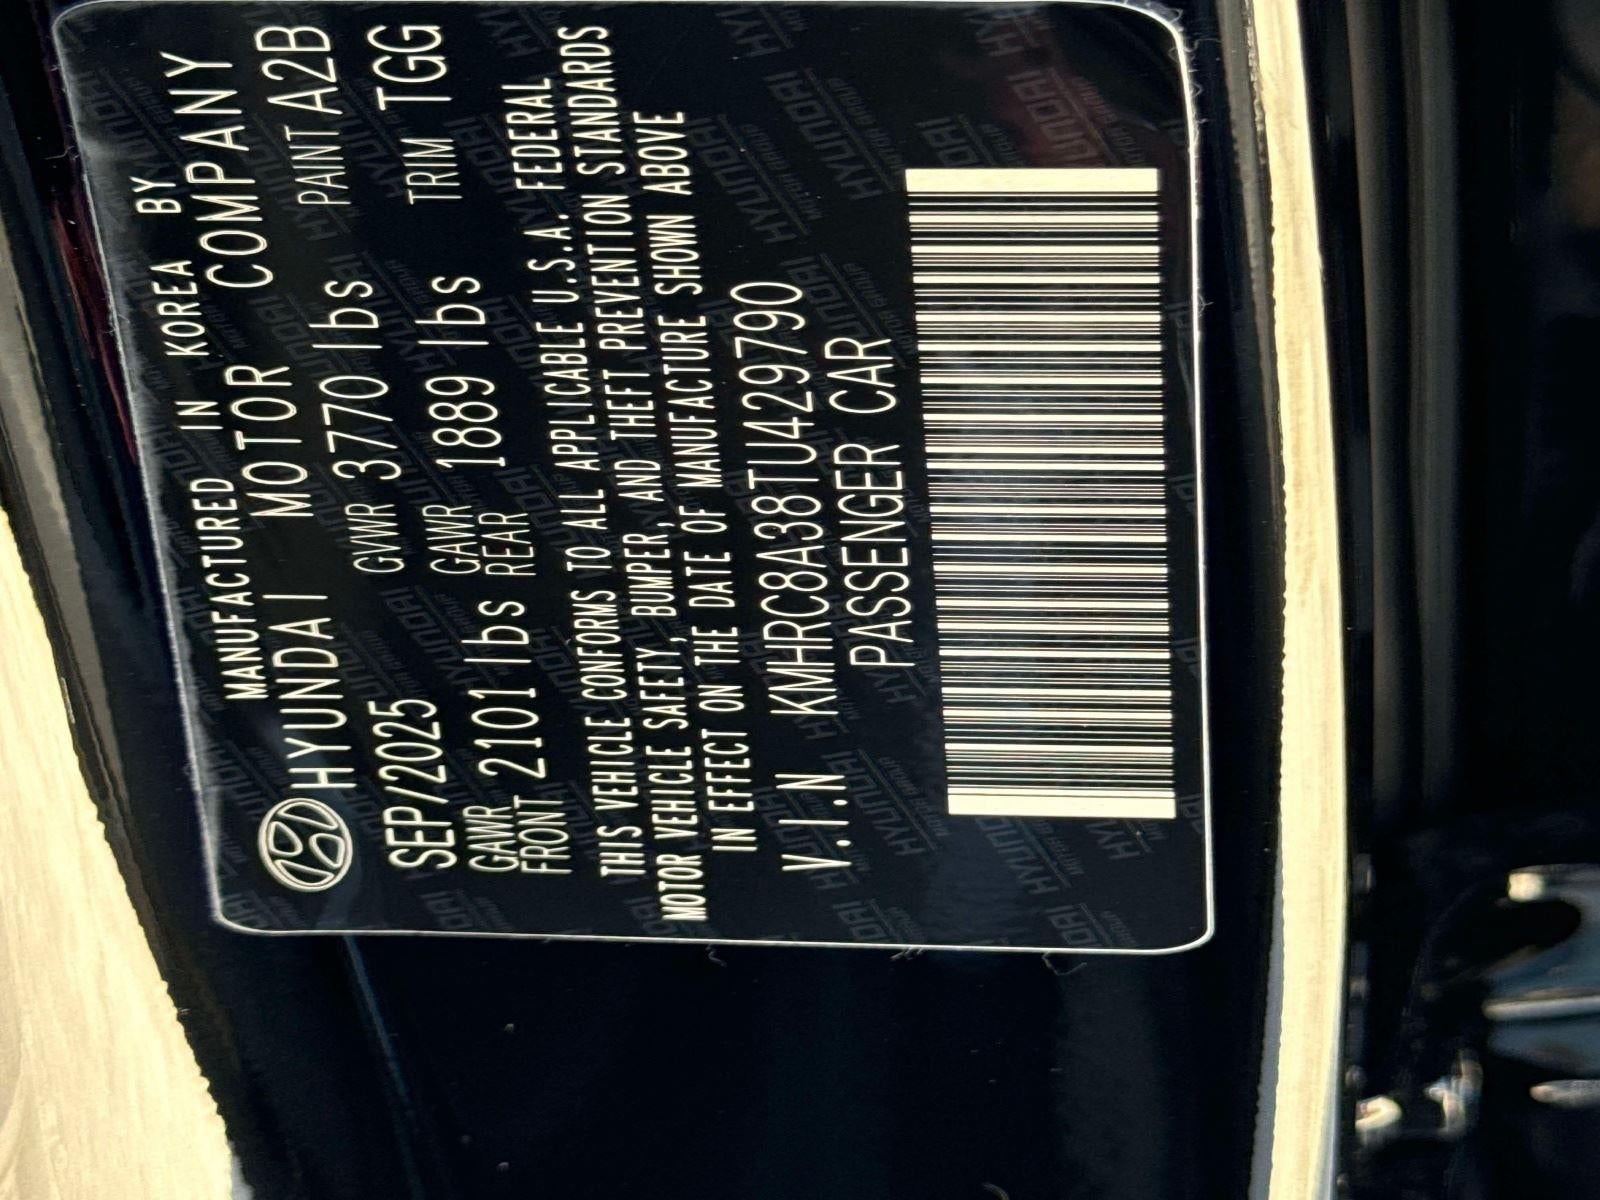 MANUFACTURED IN KOREA BY
HYUNDAI MOTOR COMPANY
SEP/2025 GVWR 3770 lbs PAINT A2B
GAWR FRONT 2101 lbs GAWR REAR 1889 lbs TRIM TGG
THIS VEHICLE CONFORMS TO ALL APPLICABLE U.S.A. FEDERAL
MOTOR VEHICLE SAFETY, BUMPER, AND THEFT PREVENTION STANDARDS
IN EFFECT ON THE DATE OF MANUFACTURE SHOWN ABOVE
V.I.N KMHRC8A38TU429790
PASSENGER CAR